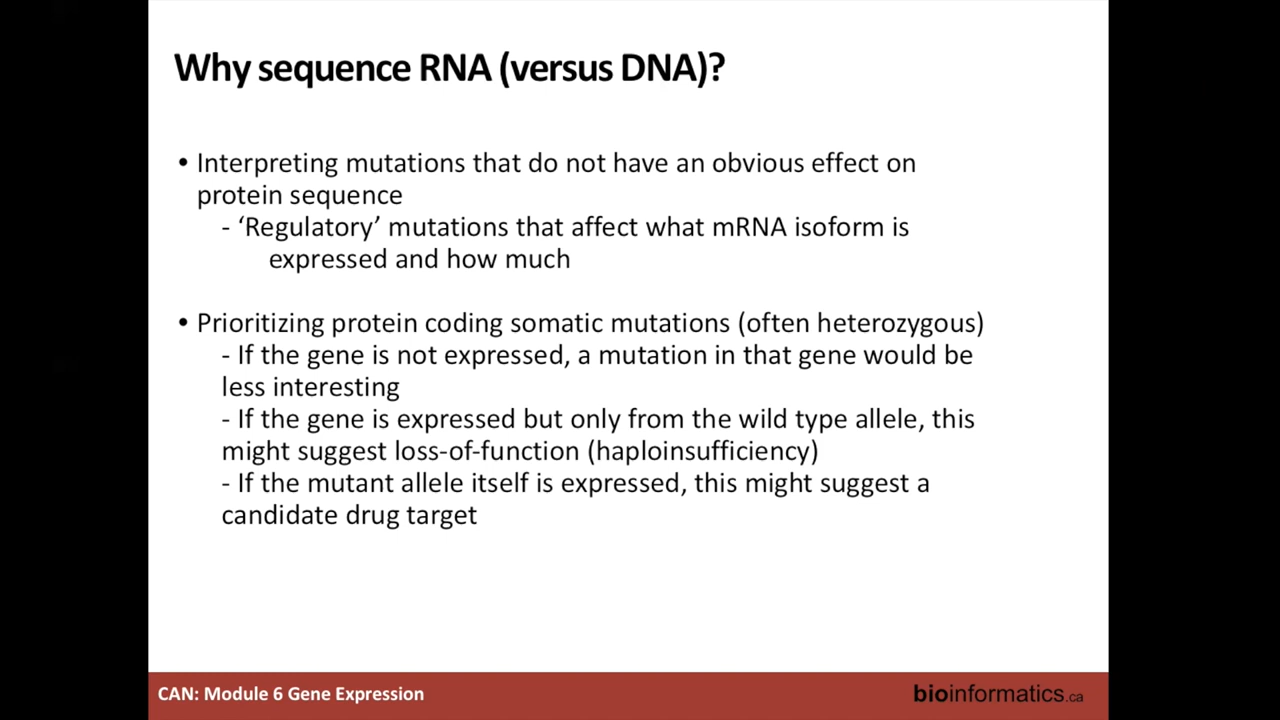 Why sequence RNA (versus DNA)?
• Interpreting mutations that do not have an obvious effect on
protein sequence
- ‘Regulatory’ mutations that affect what mRNA isoform is
expressed and how much
• Prioritizing protein coding somatic mutations (often heterozygous)
- If the gene is not expressed, a mutation in that gene would be
less interesting
- If the gene is expressed but only from the wild type allele, this
might suggest loss-of-function (haploinsufficiency)
- If the mutant allele itself is expressed, this might suggest a
candidate drug target
CAN: Module 6 Gene Expression
bioinformatics.ca